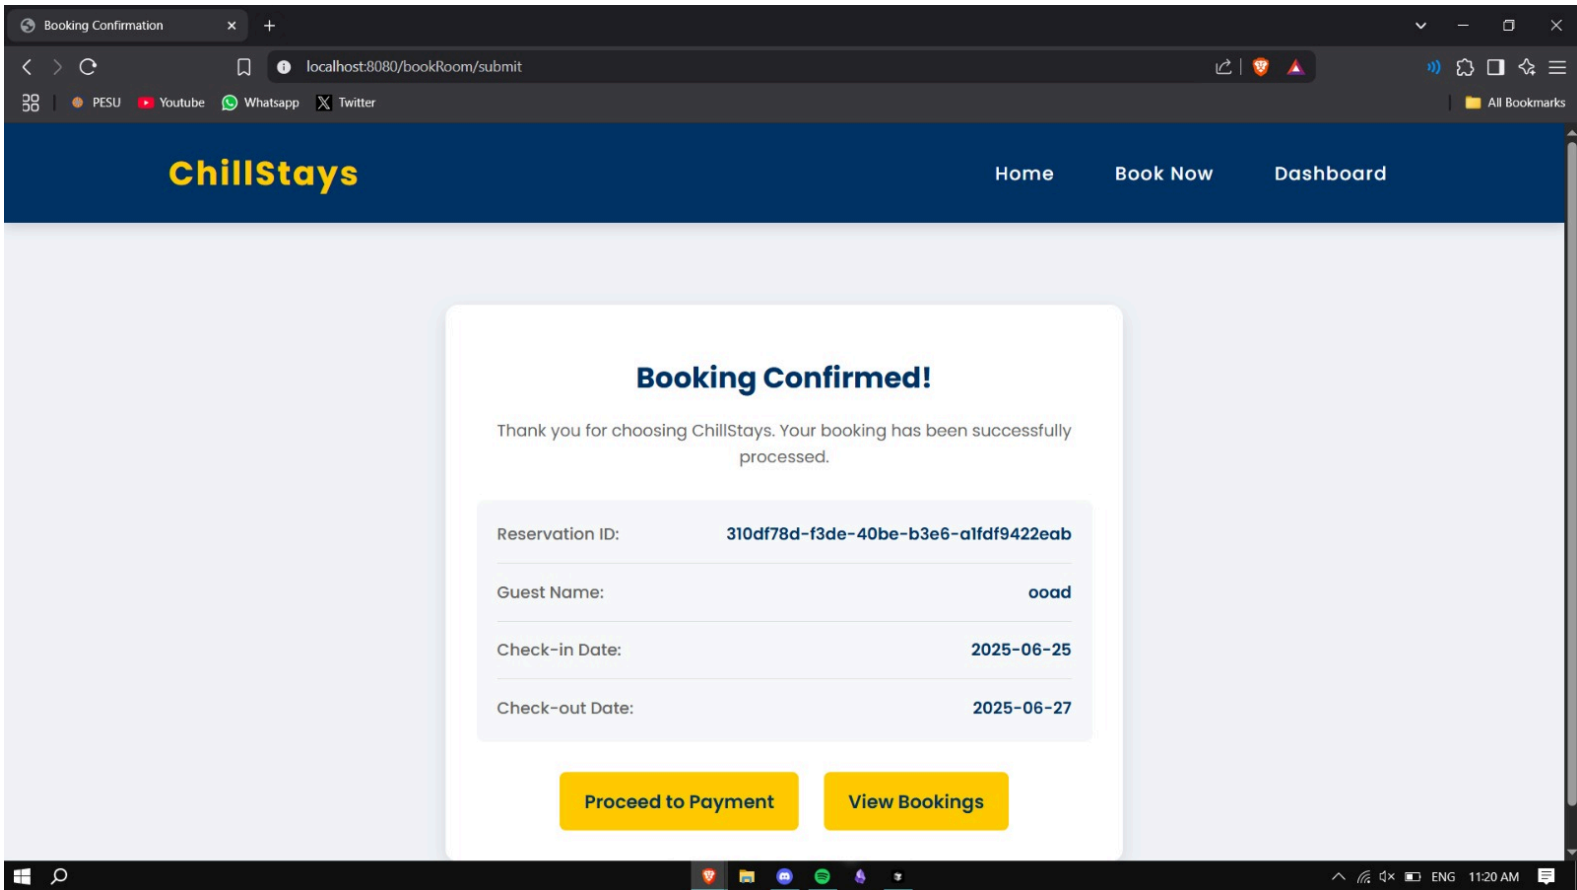 Booking Confirmation
localhost:8080/bookRoom/submit
PESU Youtube Whatsapp Twitter All Bookmarks
ChillStays
Home Book Now Dashboard
Booking Confirmed!
Thank you for choosing ChillStays. Your booking has been successfully
processed.
Reservation ID: 310df78d-f3de-40be-b3e6-a1fdf9422eab
Guest Name: ooad
Check-in Date: 2025-06-25
Check-out Date: 2025-06-27
Proceed to Payment View Bookings
ENG 11:20 AM